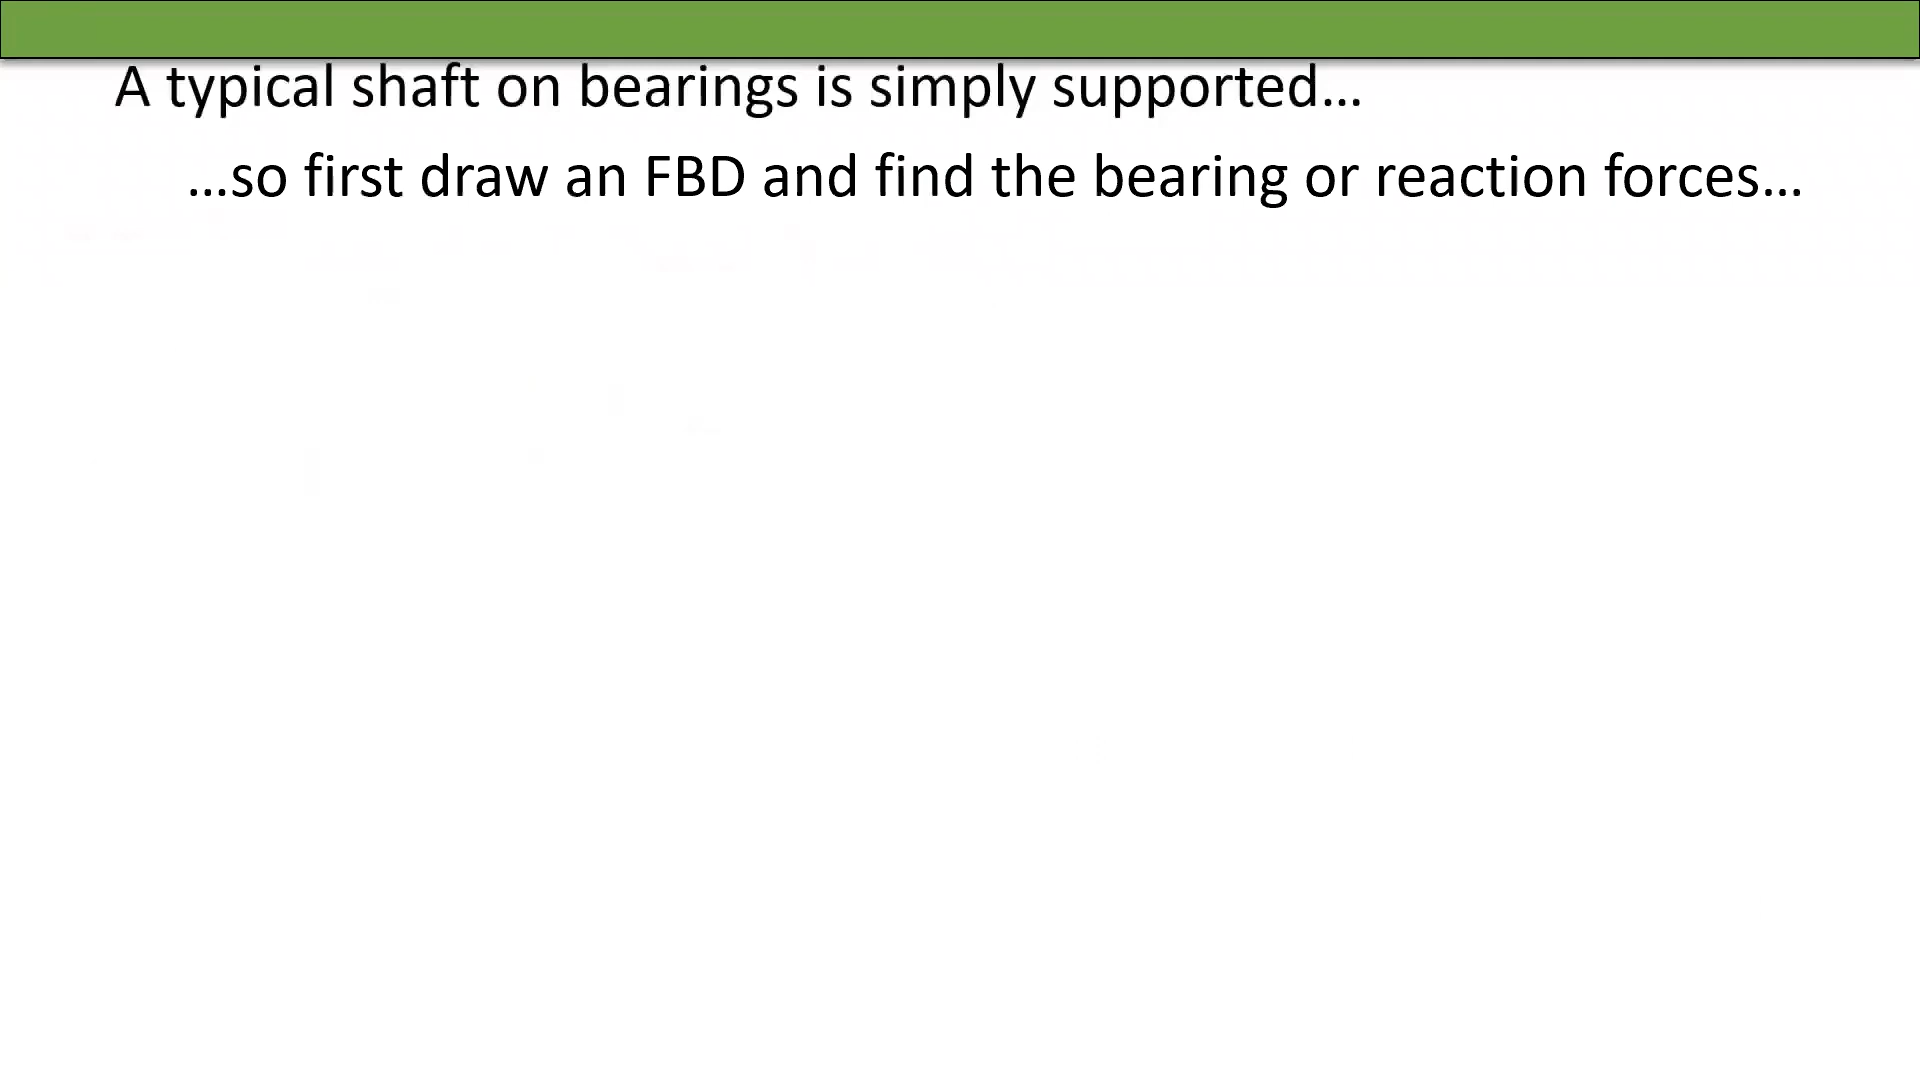 A typical shaft on bearings is simply supported…
…so first draw an FBD and find the bearing or reaction forces…